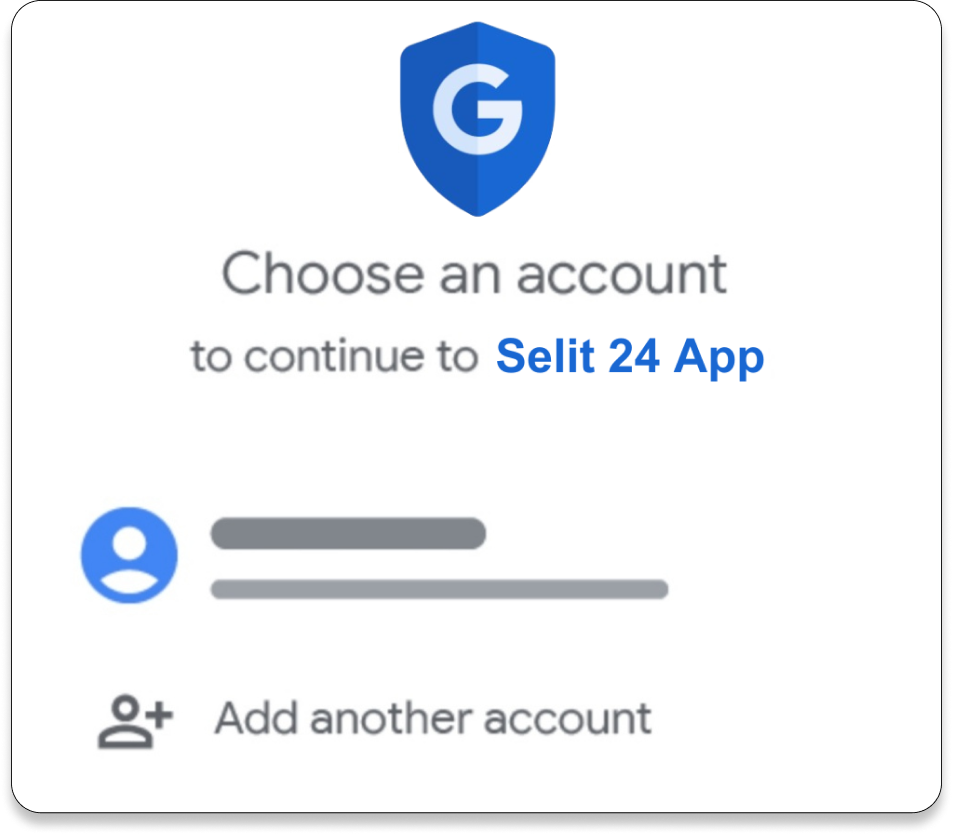 G
Choose an account
to continue to Selit 24 App
Add another account